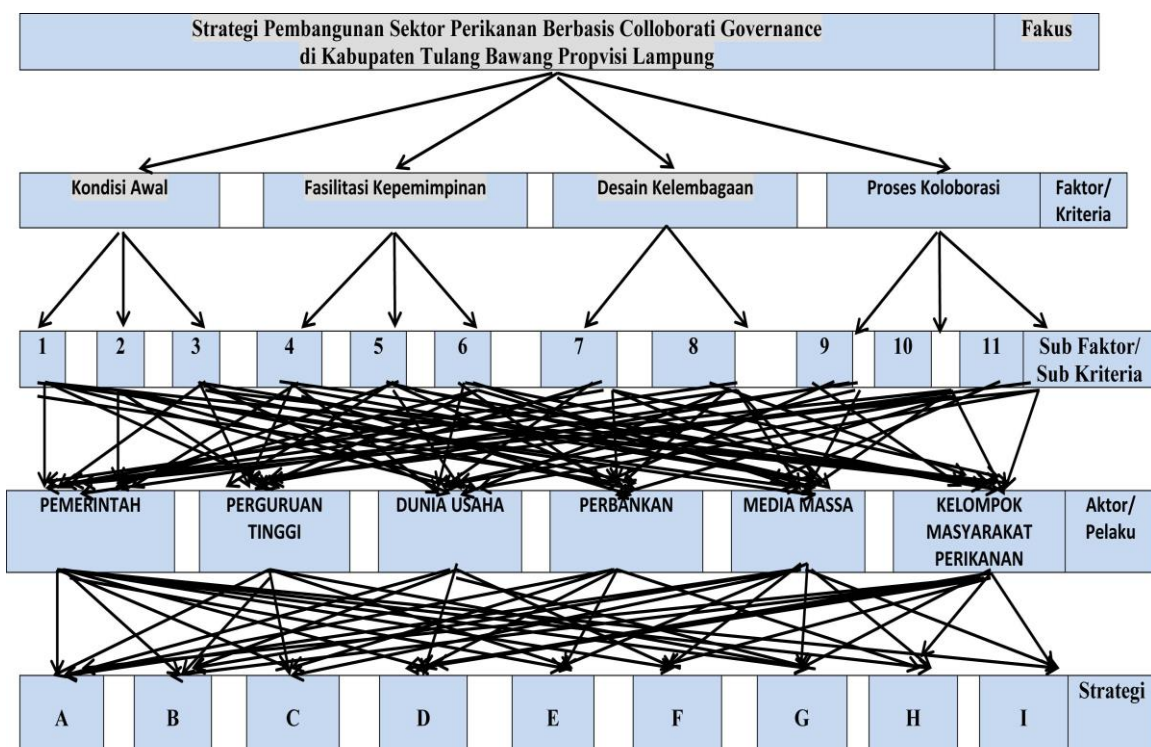 Strategi Pembangunan Sektor Perikanan Berbasis Colloborati Governance
di Kabupaten Tulang Bawang Propvisi Lampung
Fakus
Kondisi Awal
Fasilitasi Kepemimpinan
Desain Kelembagaan
Proses Koloborasi
Faktor/
Kriteria
1
2
3
4
5
6
7
8
9
10
11
Sub Faktor/
Sub Kriteria
PEMERINTAH
PERGURUAN
TINGGI
DUNIA USAHA
PERBANKAN
MEDIA MASSA
KELOMPOK
MASYARAKAT
PERIKANAN
Aktor/
Pelaku
A
B
C
D
E
F
G
H
I
Strategi